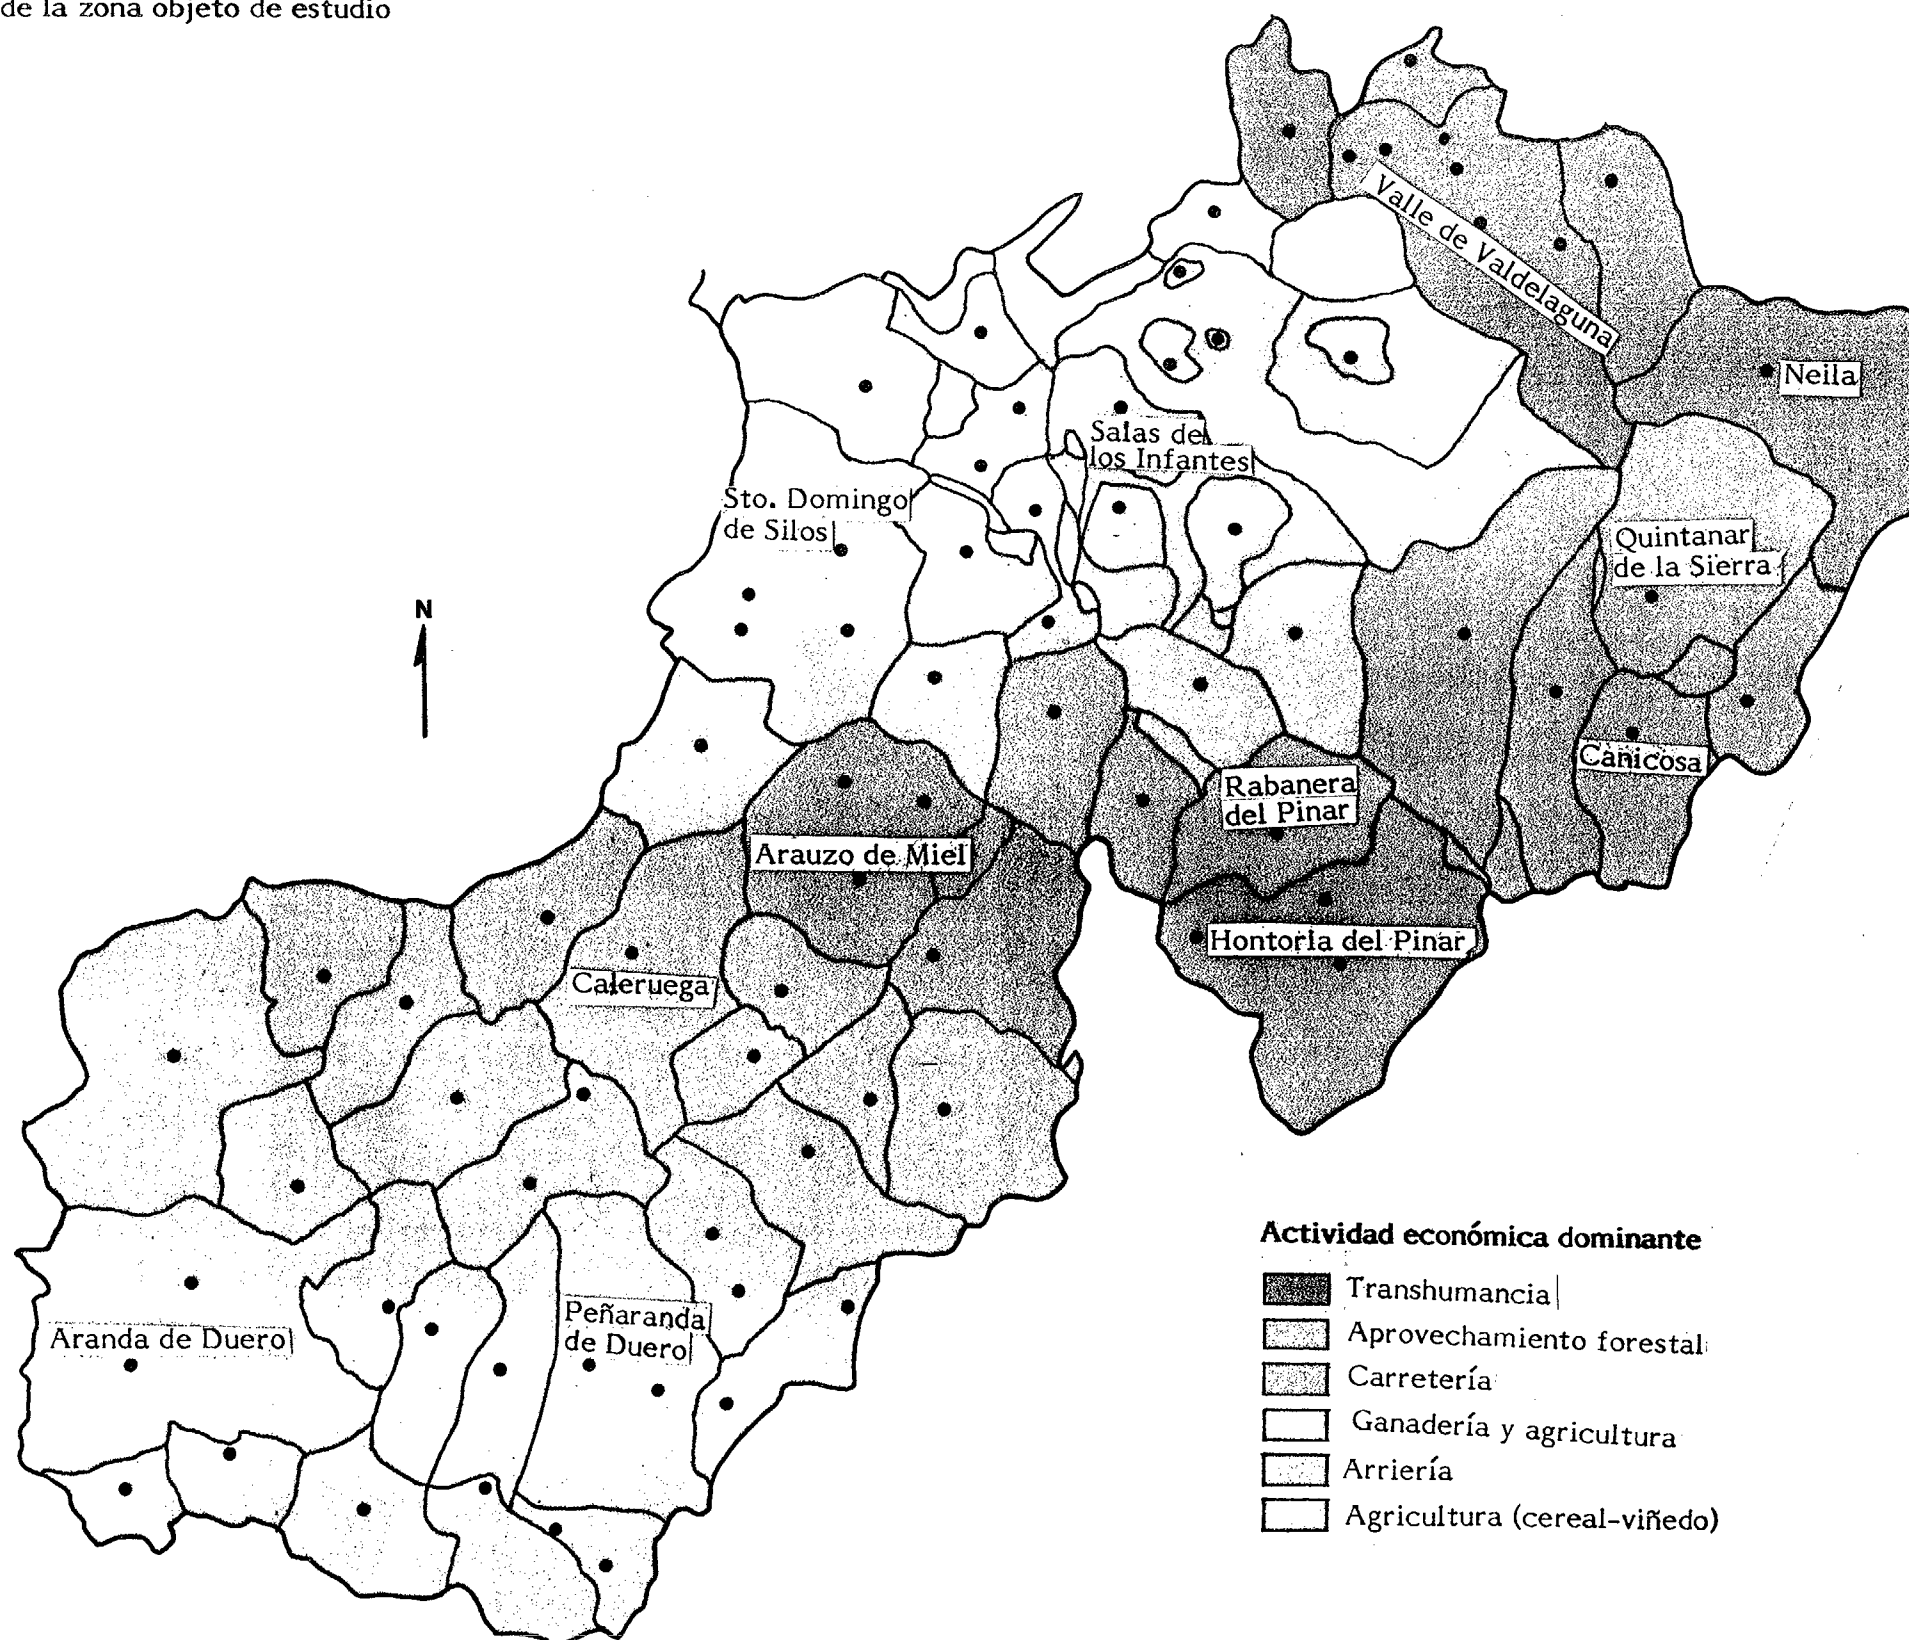 de la zona objeto de estudio
Valle de Valdelaguna
Neila
Salas de
los Infantes
Sto. Domingo
de Silos
Quintanar
de la Sierra
N
Canicosa
Rabanera
del Pinar
Arauzo de Miel
Hontoria del Pinar
Caleruega
Peñaranda
de Duero
Aranda de Duero
Actividad económica dominante
Transhumancia
Aprovechamiento forestal
Carretería
Ganadería y agricultura
Arriería
Agricultura (cereal-viñedo)